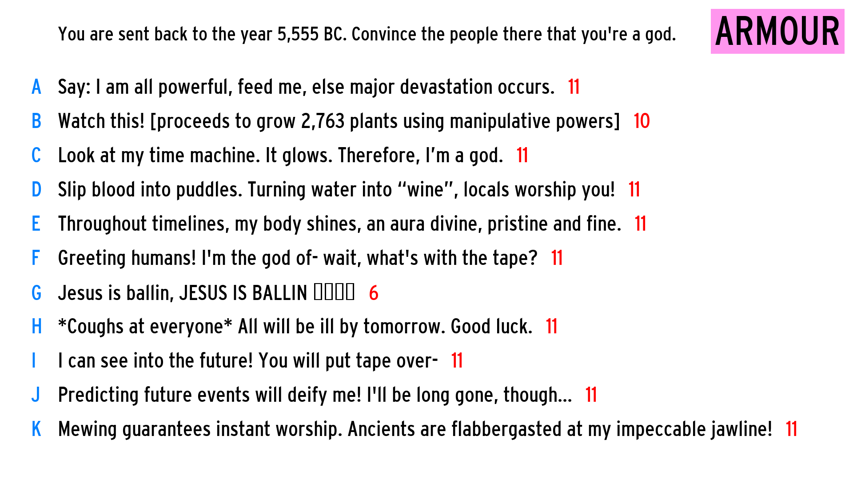 You are sent back to the year 5,555 BC. Convince the people there that you're a god.
ARMOUR
A Say: I am all powerful, feed me, else major devastation occurs. 11
B Watch this! [proceeds to grow 2,763 plants using manipulative powers] 10
C Look at my time machine. It glows. Therefore, I’m a god. 11
D Slip blood into puddles. Turning water into “wine”, locals worship you! 11
E Throughout timelines, my body shines, an aura divine, pristine and fine. 11
F Greeting humans! I'm the god of- wait, what's with the tape? 11
G Jesus is ballin, JESUS IS BALLIN 6
H *Coughs at everyone* All will be ill by tomorrow. Good luck. 11
I I can see into the future! You will put tape over- 11
J Predicting future events will deify me! I'll be long gone, though... 11
K Mewing guarantees instant worship. Ancients are flabbergasted at my impeccable jawline! 11